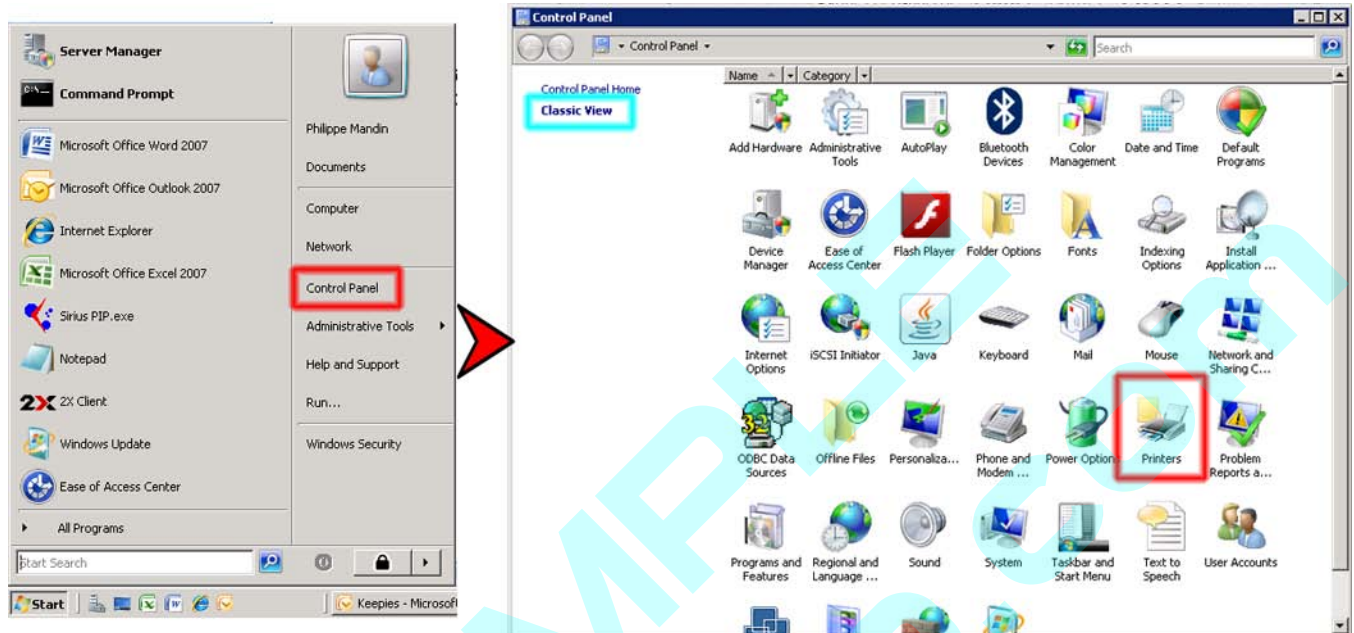 Server Manager
Command Prompt
Microsoft Office Word 2007
Microsoft Office Outlook 2007
Internet Explorer
Microsoft Office Excel 2007
Sirius PIP.exe
Notepad
2X Client
Windows Update
Ease of Access Center
All Programs
Start Search
Philippe Mandin
Documents
Computer
Network
Control Panel
Administrative Tools
Help and Support
Run...
Windows Security
Start
Keepies - Microsof
Control Panel
Control Panel
Search
Control Panel Home
Classic View
Name Category
Add Hardware
Administrative
Tools
AutoPlay
Bluetooth
Devices
Color
Management
Date and Time
Default
Programs
Device
Manager
Ease of
Access Center
Flash Player
Folder Options
Fonts
Indexing
Options
Install
Application ...
Internet
Options
iSCSI Initiator
Java
Keyboard
Mail
Mouse
Network and
Sharing C...
ODBC Data
Sources
Offline Files
Personaliza...
Phone and
Modem ...
Power Option
Printers
Problem
Reports a...
Programs and
Features
Regional and
Language ...
Sound
System
Taskbar and
Start Menu
Text to
Speech
User Accounts